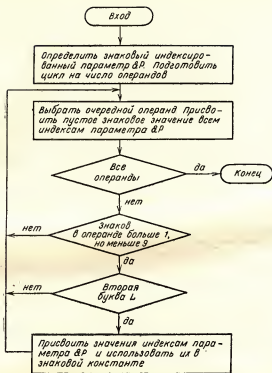 Вход
Определить знаковый индексиро-
ванный параметр &P. Подготовить
цикл на число операндов
Выбрать очередной операнд Присво-
ить пустое знаковое значение всем
индексам параметра &P
Все
операнды
да
Конец
нет
Знаков
в операнде больше 1,
но меньше 9
нет
да
Вторая
буква L
нет
да
Присвоить значения индексам пара-
метра &P и использовать их в
знаковой константе